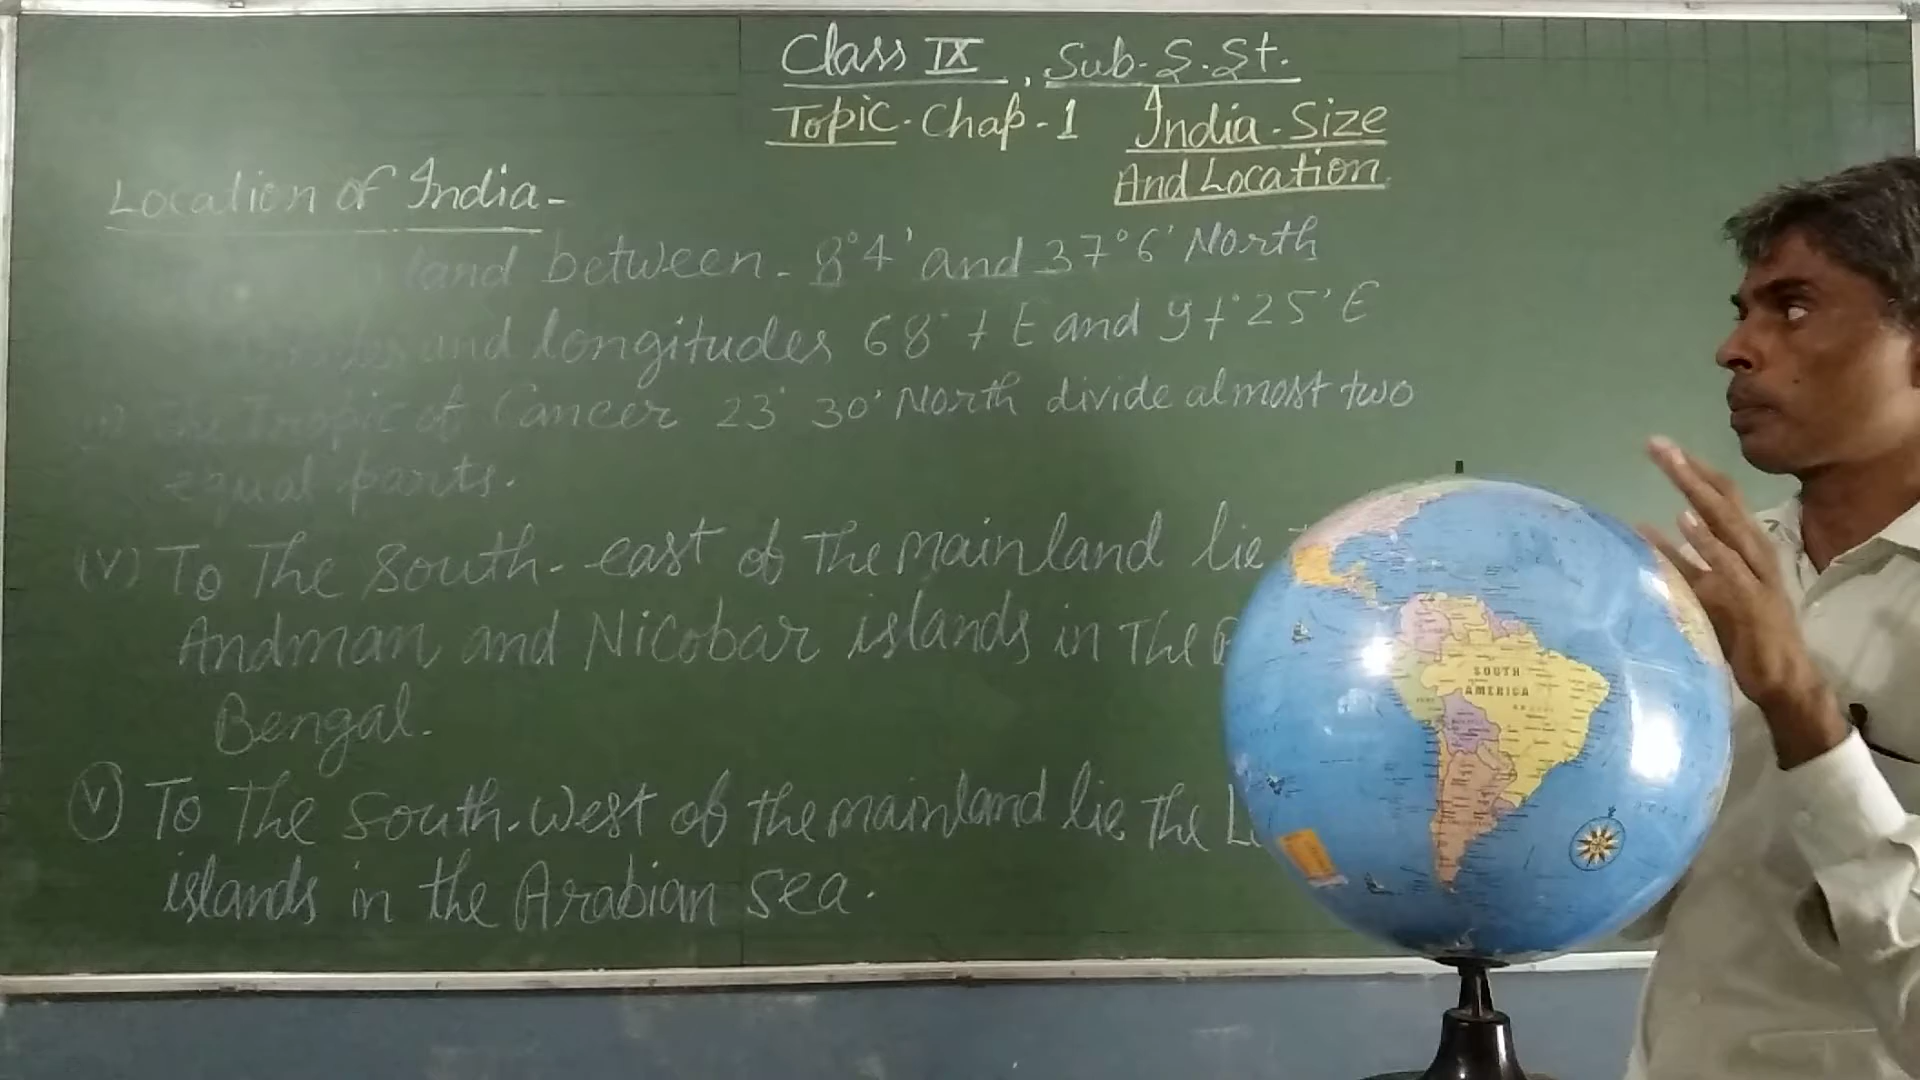 Class IX, Sub- S. St.
Topic- Chap-1 India-Size
And Location
Location of India-
land between- 8°4' and 37°6' North
and longitudes 68°7 E and 97°25' E
The Tropic of Cancer 23° 30' North divide almost two
equal parts.
(V) To The South-east of The mainland lie
Andman and Nicobar islands in The
Bengal.
(V) To The South-West of the mainland lie The
islands in the Arabian Sea.
SOUTH
AMERICA